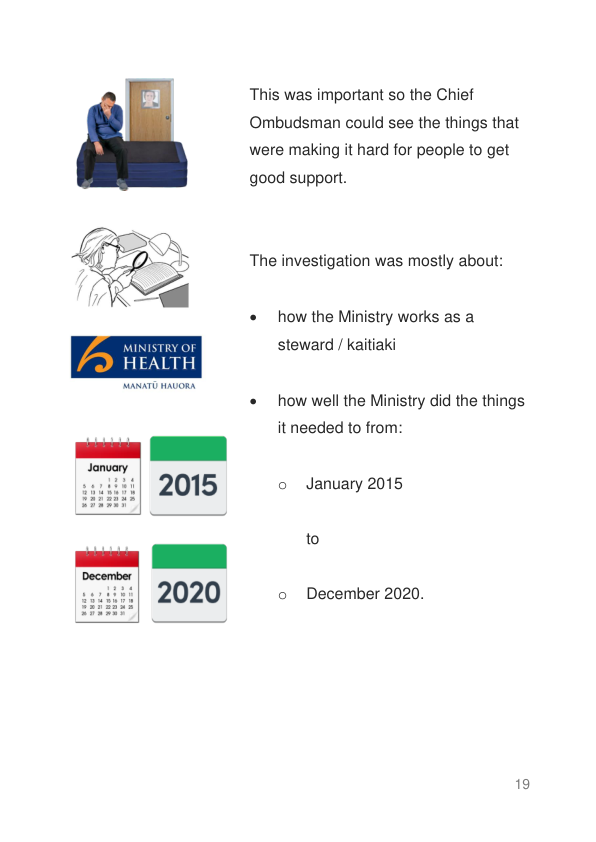 This was important so the Chief
Ombudsman could see the things that
were making it hard for people to get
good support.
The investigation was mostly about:
• how the Ministry works as a
steward / kaitiaki
MINISTRY OF
HEALTH
MANATŪ HAUORA
• how well the Ministry did the things
it needed to from:
January
1 2 3 4
5 6 7 8 9 10 11
12 13 14 15 16 17 18
19 20 21 22 23 24 25
26 27 28 29 30 31
2015
o January 2015
to
December
1 2 3 4
5 6 7 8 9 10 11
12 13 14 15 16 17 18
19 20 21 22 23 24 25
26 27 28 29 30 31
2020
o December 2020.
19